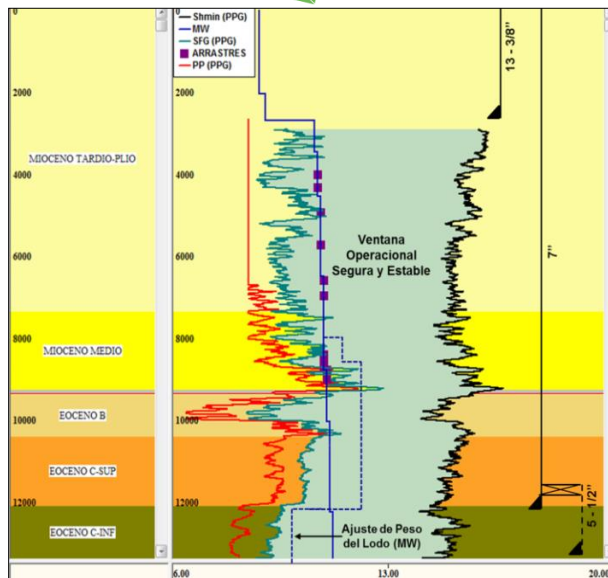 0
Shmin (PPG)
MW
SFG (PPG)
ARRASTRES
PP (PPG)
13 - 3/8"
2000
2000
MIOCENO TARDIO-PLIO
4000
4000
Ventana
Operacional
Segura y Estable
6000
6000
7"
8000
8000
MIOCENO MEDIO
EOCENO B
10000
10000
EOCENO C-SUP
12000
12000
5 - 1/2"
EOCENO C-INF
Ajuste de Peso
del Lodo (MW)
6.00
13.00
20.00